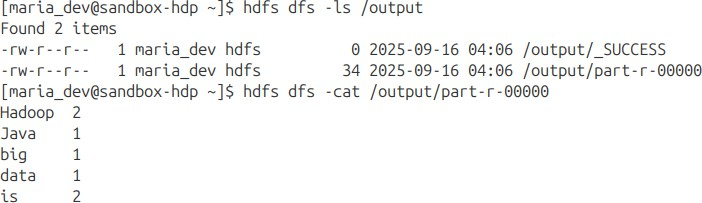 [maria_dev@sandbox-hdp ~]$ hdfs dfs -ls /output
Found 2 items
-rw-r--r--   1 maria_dev hdfs          0 2025-09-16 04:06 /output/_SUCCESS
-rw-r--r--   1 maria_dev hdfs         34 2025-09-16 04:06 /output/part-r-00000
[maria_dev@sandbox-hdp ~]$ hdfs dfs -cat /output/part-r-00000
Hadoop  2
Java    1
big     1
data    1
is      2